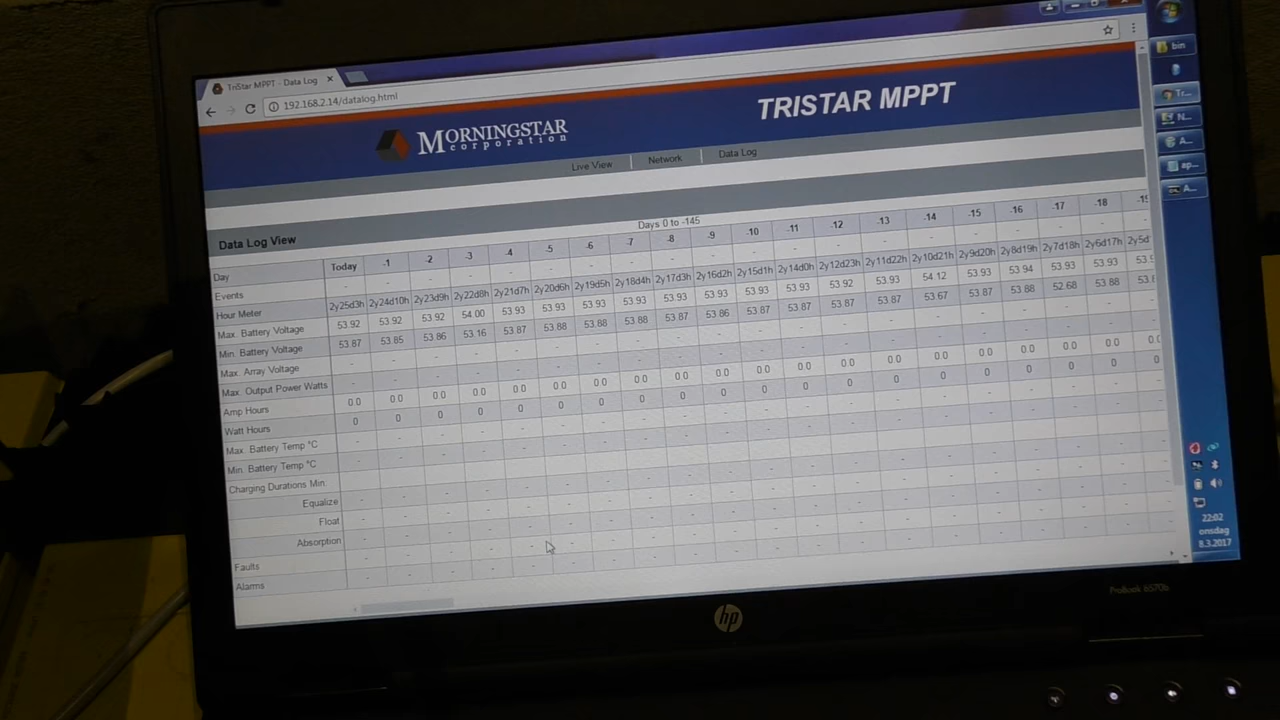 TriStar MPPT - Data Log
192.168.2.14/datalog.html
MORNINGSTAR
corporation
TRISTAR MPPT
Live View Network Data Log
Data Log View
Days 0 to -145
Day Today -1 -2 -3 -4 -5 -6 -7 -8 -9 -10 -11 -12 -13 -14 -15 -16 -17 -18
Events - - - - - - - - - - - - - - - - - - -
Hour Meter 2y25d3h 2y24d10h 2y23d9h 2y22d8h 2y21d7h 2y20d6h 2y19d5h 2y18d4h 2y17d3h 2y16d2h 2y15d1h 2y14d0h 2y12d23h 2y11d22h 2y10d21h 2y9d20h 2y8d19h 2y7d18h 2y6d17h
Max. Battery Voltage 53.92 53.92 53.92 54.00 53.93 53.93 53.93 53.93 53.93 53.93 53.93 53.93 53.92 53.93 54.12 53.93 53.94 53.93 53.93
Min. Battery Voltage 53.87 53.85 53.86 53.16 53.87 53.88 53.88 53.88 53.87 53.86 53.87 53.87 53.87 53.87 53.67 53.87 53.88 52.68 53.88
Max. Array Voltage - - - - - - - - - - - - - - - - - - -
Max. Output Power Watts - - - - - - - - - - - - - - - - - - -
Amp Hours 0.0 0.0 0.0 0.0 0.0 0.0 0.0 0.0 0.0 0.0 0.0 0.0 0.0 0.0 0.0 0.0 0.0 0.0 0.0
Watt Hours 0 0 0 0 0 0 0 0 0 0 0 0 0 0 0 0 0 0 0
Max. Battery Temp °C - - - - - - - - - - - - - - - - - - -
Min. Battery Temp °C - - - - - - - - - - - - - - - - - - -
Charging Durations Min.
Equalize - - - - - - - - - - - - - - - - - - -
Float - - - - - - - - - - - - - - - - - - -
Absorption - - - - - - - - - - - - - - - - - - -
Faults - - - - - - - - - - - - - - - - - - -
Alarms - - - - - - - - - - - - - - - - - - -
bin
Tr...
N...
A...
ap...
A...
22:02
onsdag
8.3.2017
ProBook 6570b
hp